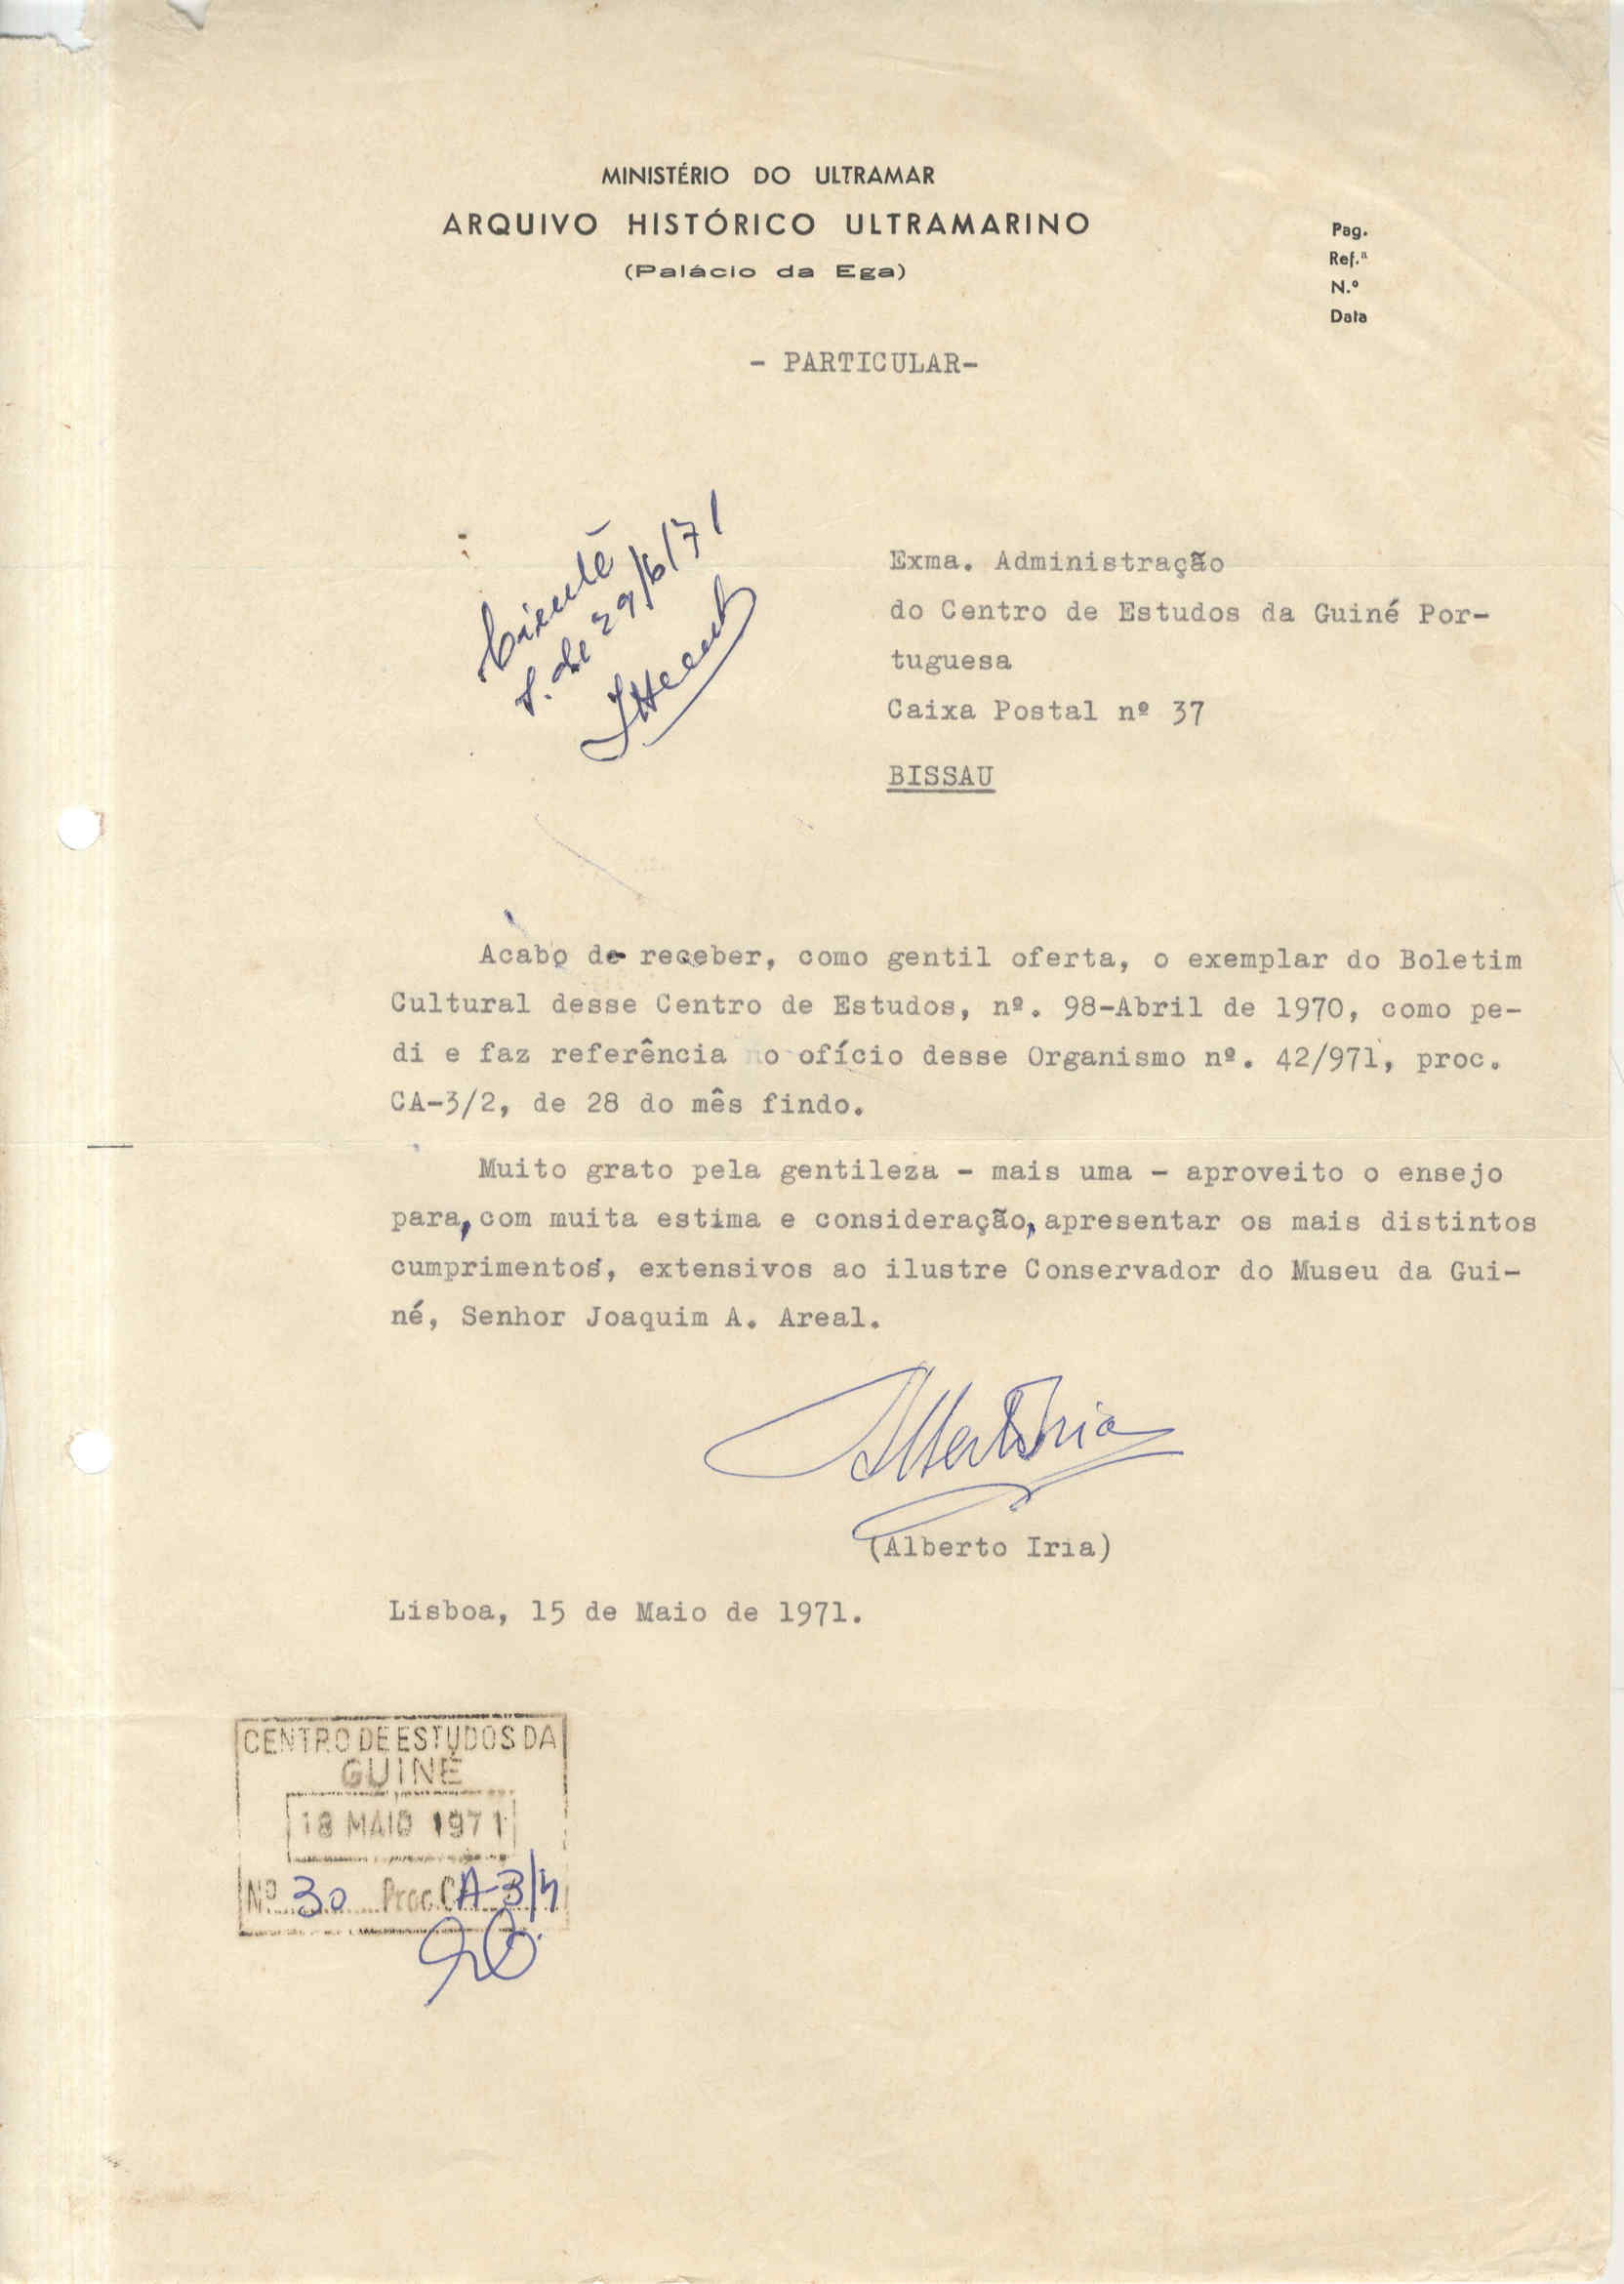 MINISTÉRIO DO ULTRAMAR
ARQUIVO HISTÓRICO ULTRAMARINO
(Palácio da Ega)
Pag.
Ref.ª
N.º
Data
- PARTICULAR-
Ciente
29/6/71
Exma. Administração
do Centro de Estudos da Guiné Por-
tuguesa
Caixa Postal nº 37
BISSAU
Acabo de receber, como gentil oferta, o exemplar do Boletim
Cultural desse Centro de Estudos, nº. 98-Abril de 1970, como pe-
di e faz referência no ofício desse Organismo nº. 42/971, proc.
CA-3/2, de 28 do mês findo.
Muito grato pela gentileza - mais uma - aproveito o ensejo
para, com muita estima e consideração, apresentar os mais distintos
cumprimentos, extensivos ao ilustre Conservador do Museu da Gui-
né, Senhor Joaquim A. Areal.
Alberto Iria
(Alberto Iria)
Lisboa, 15 de Maio de 1971.
CENTRO DE ESTUDOS DA
GUINÉ
18 MAIO 1971
Nº 30 Proc. CA-3/4